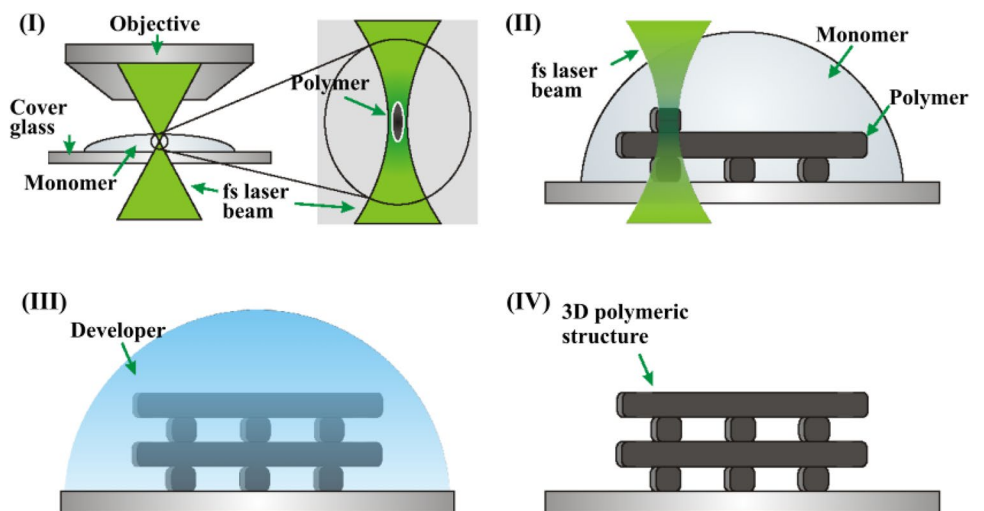 (I)
Objective
Polymer
Cover
glass
Monomer
fs laser
beam
(II)
Monomer
fs laser
beam
Polymer
(III)
Developer
(IV)
3D polymeric
structure